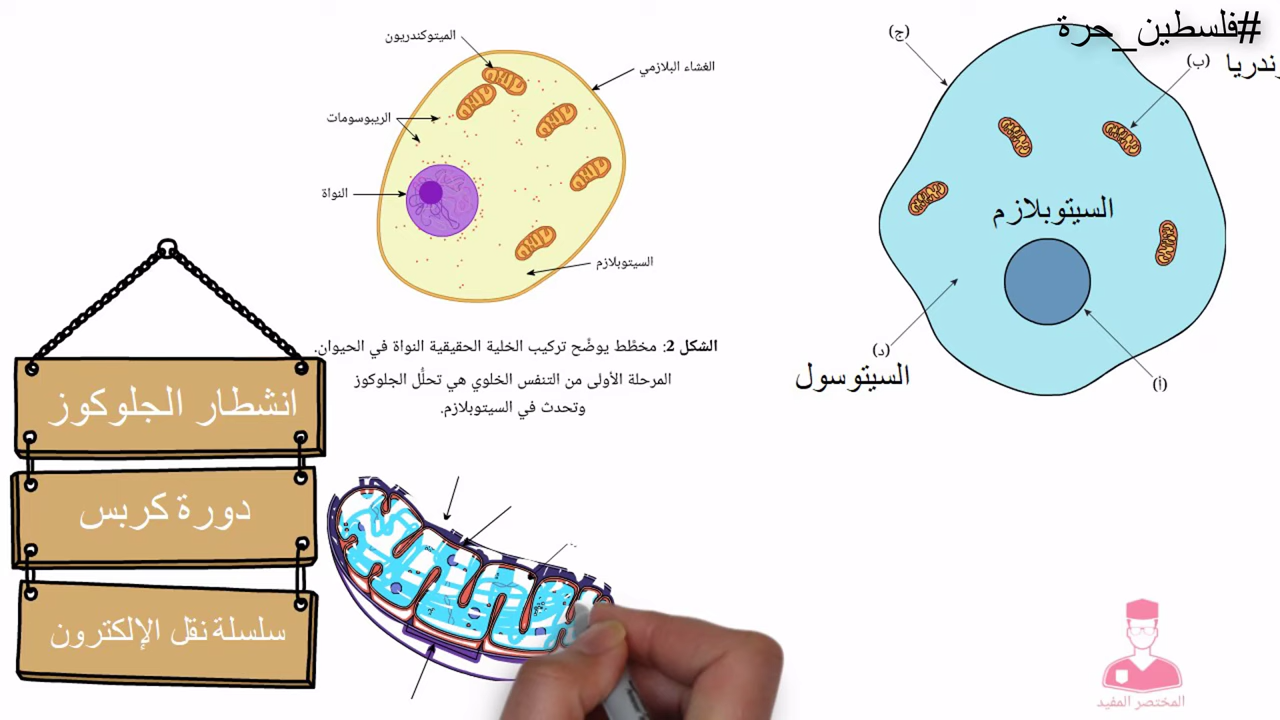 #فلسطين_حرة
الميتوكندريون
الغشاء البلازمي
الريبوسومات
النواة
السيتوبلازم
الشكل 2: مخطّط يوضّح تركيب الخلية الحقيقية النواة في الحيوان.
المرحلة الأولى من التنفس الخلوي هي تحلُّل الجلوكوز
وتحدث في السيتوبلازم.
(ج)
(ب)
السيتوبلازم
(د)
السيتوسول
(أ)
انشطار الجلوكوز
دورة كربس
سلسلة نقل الإلكترون
المختصر المفيد